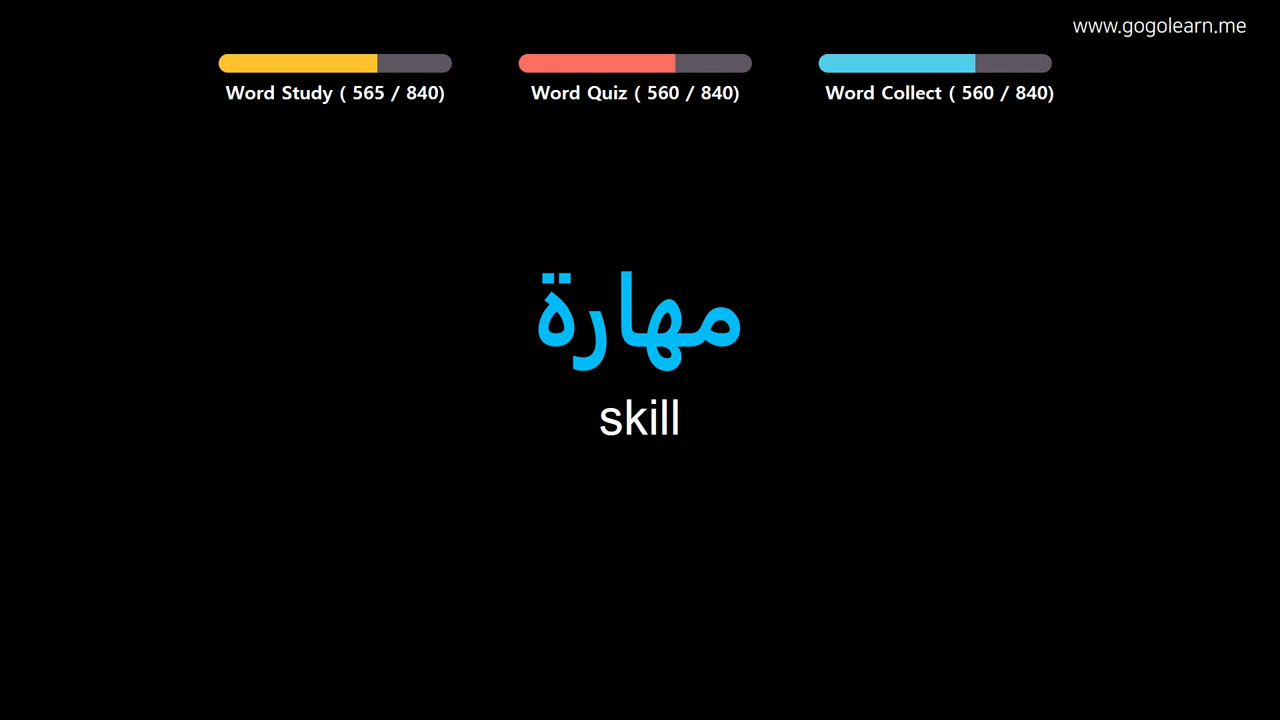 www.gogolearn.me
Word Study ( 565 / 840)
Word Quiz ( 560 / 840)
Word Collect ( 560 / 840)
مهارة
skill